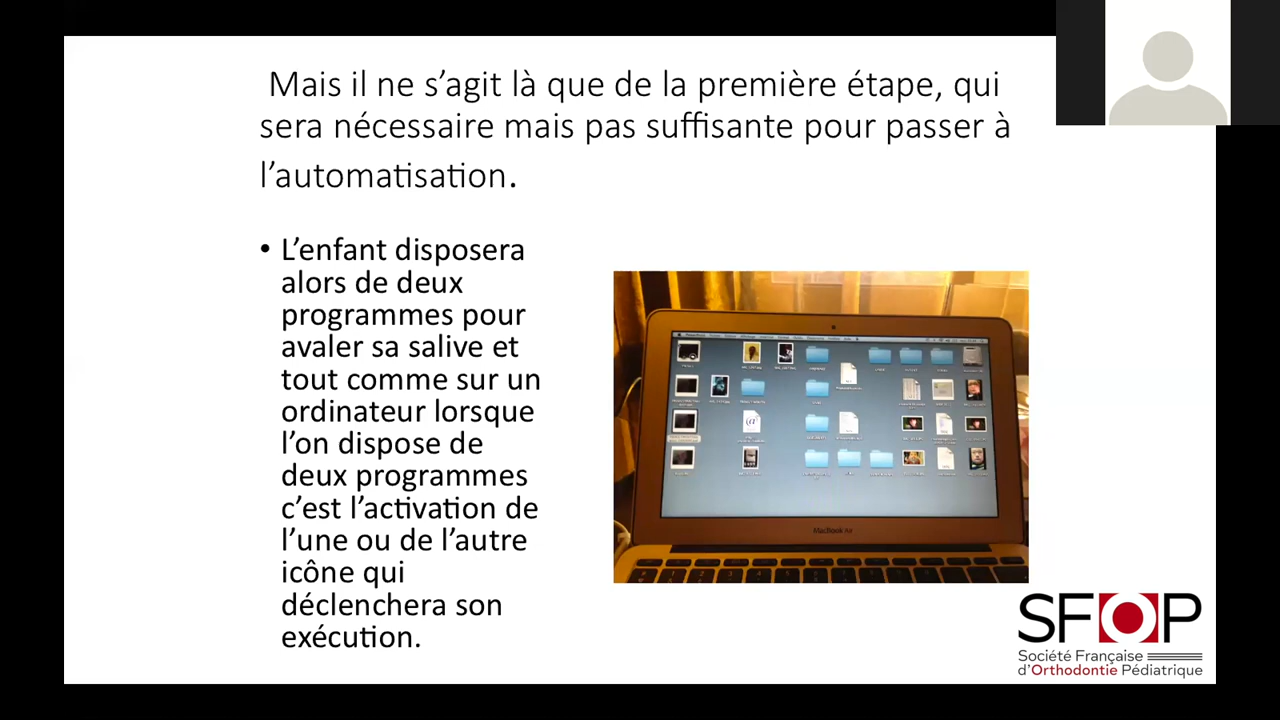 Mais il ne s’agit là que de la première étape, qui
sera nécessaire mais pas suffisante pour passer à
l’automatisation.
• L’enfant disposera
alors de deux
programmes pour
avaler sa salive et
tout comme sur un
ordinateur lorsque
l’on dispose de
deux programmes
c’est l’activation de
l’une ou de l’autre
icône qui
déclenchera son
exécution.
MacBook Air
SFOP
Société Française
d’Orthodontie Pédiatrique